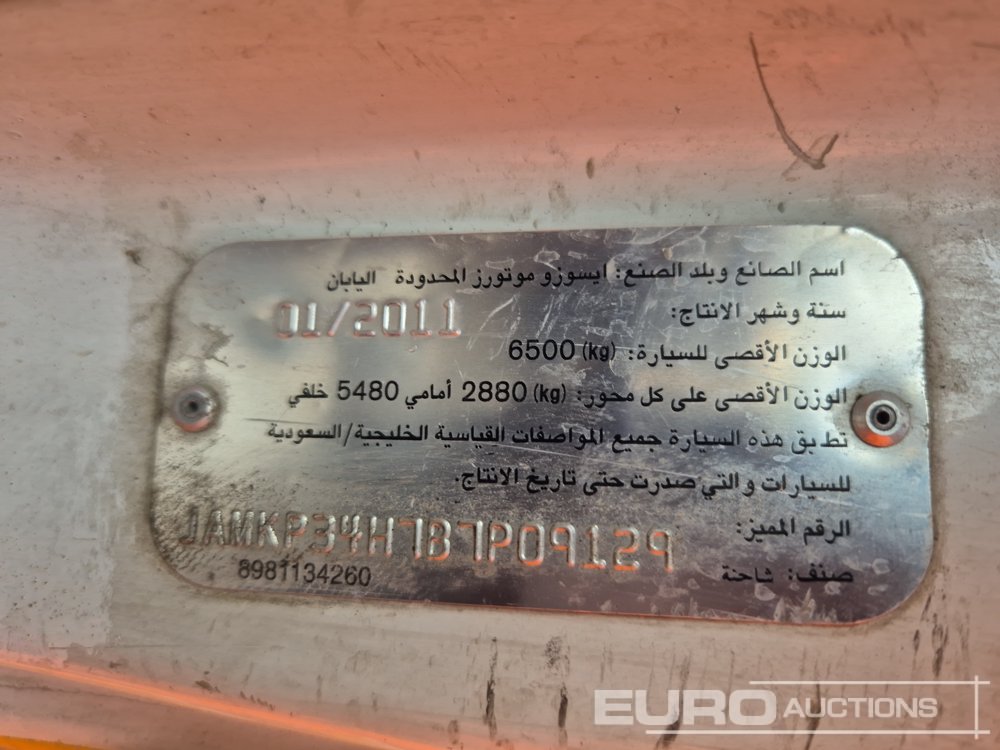 اسم الصانع وبلد الصنع: ايسوزو موتورز المحدودة اليابان
سنة وشهر الانتاج: 01/2011
الوزن الأقصى للسيارة: 6500 (kg)
الوزن الأقصى على كل محور: (kg) 2880 أمامي 5480 خلفي
تطبق هذه السيارة جميع المواصفات القياسية الخليجية/السعودية
للسيارات والتي صدرت حتى تاريخ الانتاج.
الرقم المميز: JAMKP34H7B7P09129
صنف: شاحنة
8981134260
EURO AUCTIONS